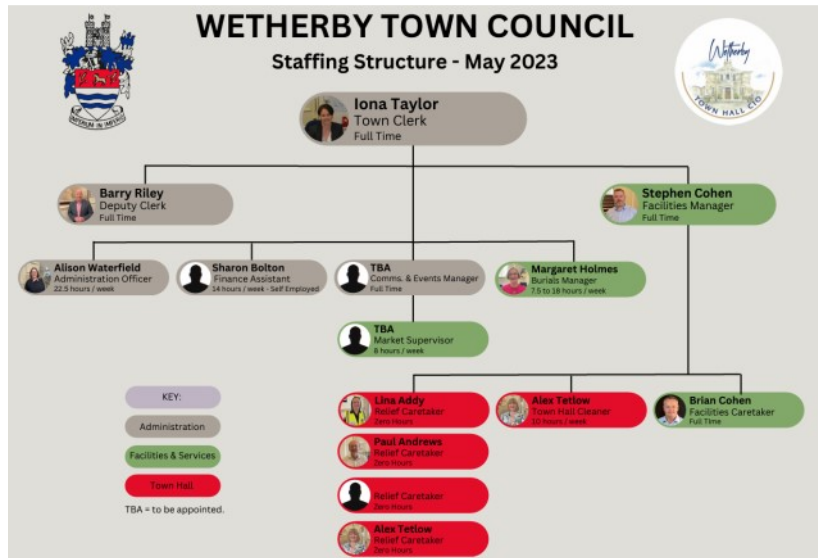 WETHERBY TOWN COUNCIL
Staffing Structure - May 2023
IMPERIUM IN IMPERIO
Wetherby
TOWN HALL CIO
Iona Taylor
Town Clerk
Full Time
Barry Riley
Deputy Clerk
Full Time
Stephen Cohen
Facilities Manager
Full Time
Alison Waterfield
Administration Officer
22.5 hours / week
Sharon Bolton
Finance Assistant
14 hours / week - Self Employed
TBA
Comms. & Events Manager
Full Time
Margaret Holmes
Burials Manager
7.5 to 18 hours / week
TBA
Market Supervisor
8 hours / week
Lina Addy
Relief Caretaker
Zero Hours
Alex Tetlow
Town Hall Cleaner
10 hours / week
Brian Cohen
Facilities Caretaker
Full Time
Paul Andrews
Relief Caretaker
Zero Hours
Relief Caretaker
Zero Hours
Alex Tetlow
Relief Caretaker
Zero Hours
KEY:
Administration
Facilities & Services
Town Hall
TBA = to be appointed.